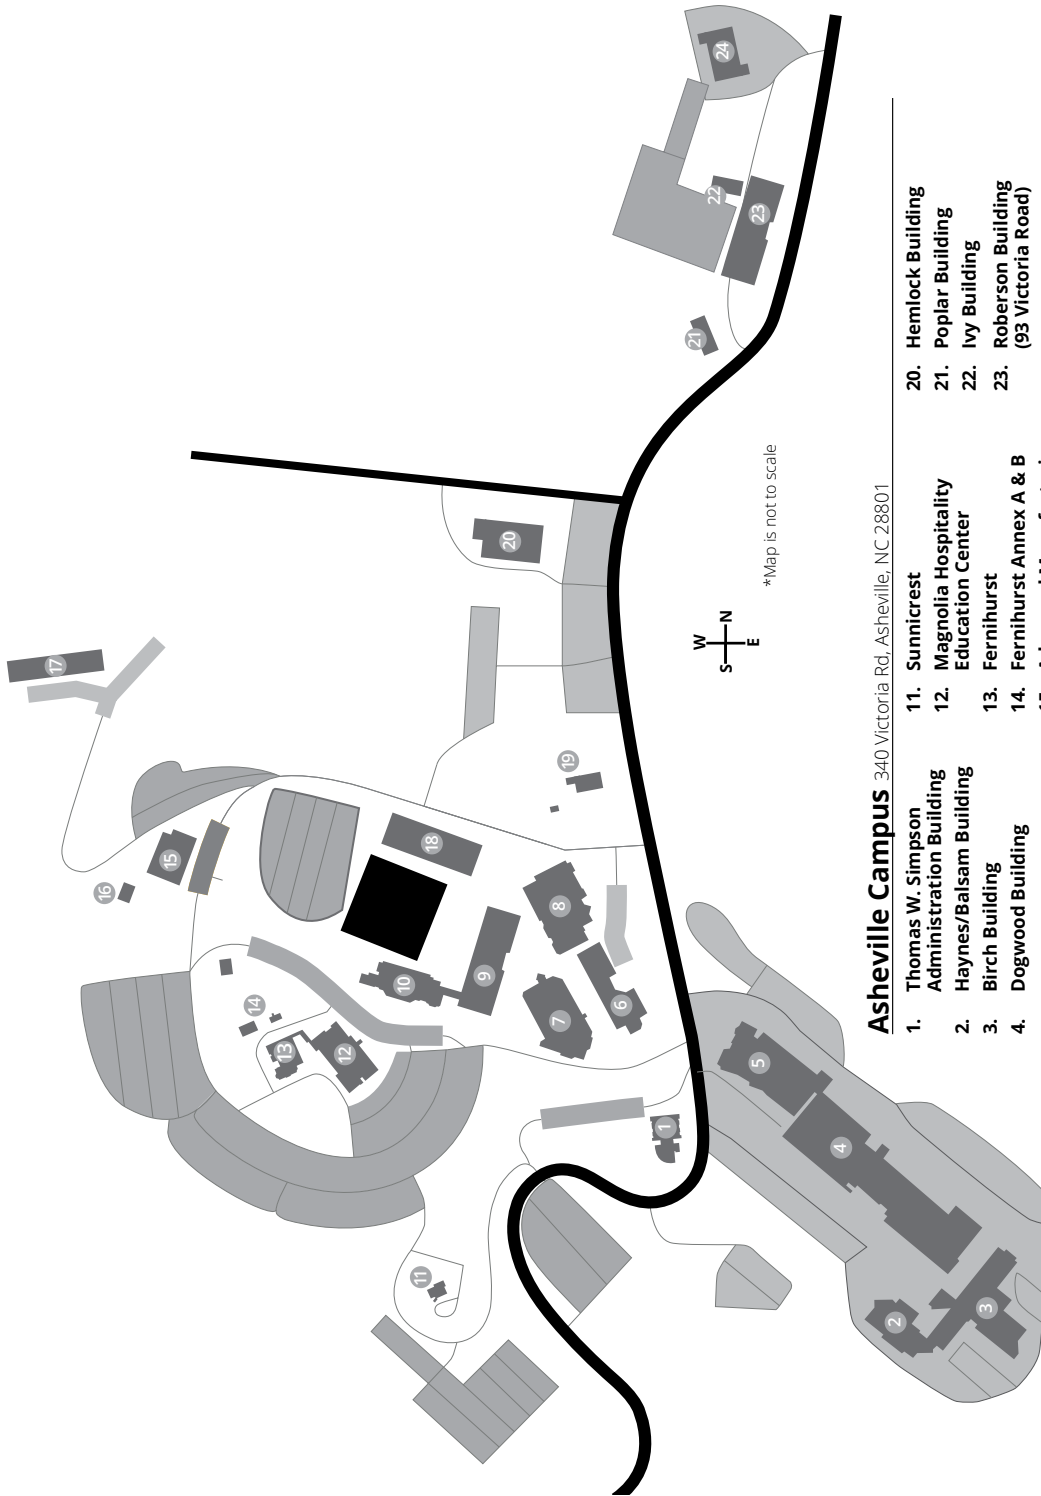 24
22
23
21
20
17
19
18
15
16
8
9
10
14
6
7
13
12
5
1
4
11
2
3
W
S N
E
*Map is not to scale
Asheville Campus 340 Victoria Rd, Asheville, NC 28801
1. Thomas W. Simpson
Administration Building
2. Haynes/Balsam Building
3. Birch Building
4. Dogwood Building
11. Sunnicrest
12. Magnolia Hospitality
Education Center
13. Fernihurst
14. Fernihurst Annex A & B
20. Hemlock Building
21. Poplar Building
22. Ivy Building
23. Roberson Building
(93 Victoria Road)